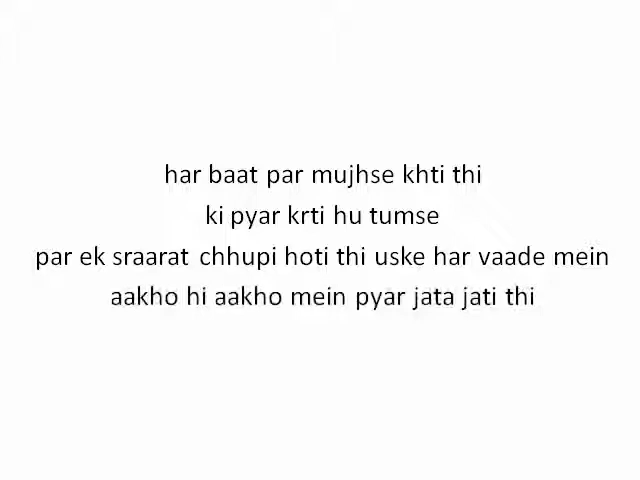 har baat par mujhse khti thi
ki pyar krti hu tumse
par ek sraarat chhupi hoti thi uske har vaade mein
aakho hi aakho mein pyar jata jati thi